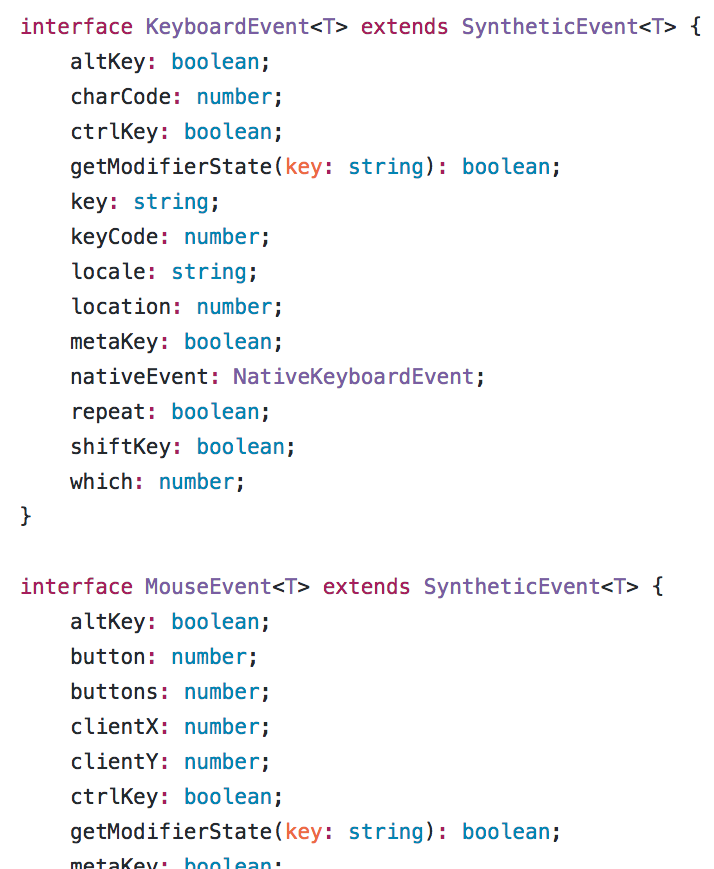 interface KeyboardEvent<T> extends SyntheticEvent<T> {
    altKey: boolean;
    charCode: number;
    ctrlKey: boolean;
    getModifierState(key: string): boolean;
    key: string;
    keyCode: number;
    locale: string;
    location: number;
    metaKey: boolean;
    nativeEvent: NativeKeyboardEvent;
    repeat: boolean;
    shiftKey: boolean;
    which: number;
}

interface MouseEvent<T> extends SyntheticEvent<T> {
    altKey: boolean;
    button: number;
    buttons: number;
    clientX: number;
    clientY: number;
    ctrlKey: boolean;
    getModifierState(key: string): boolean;
    metaKey: boolean;